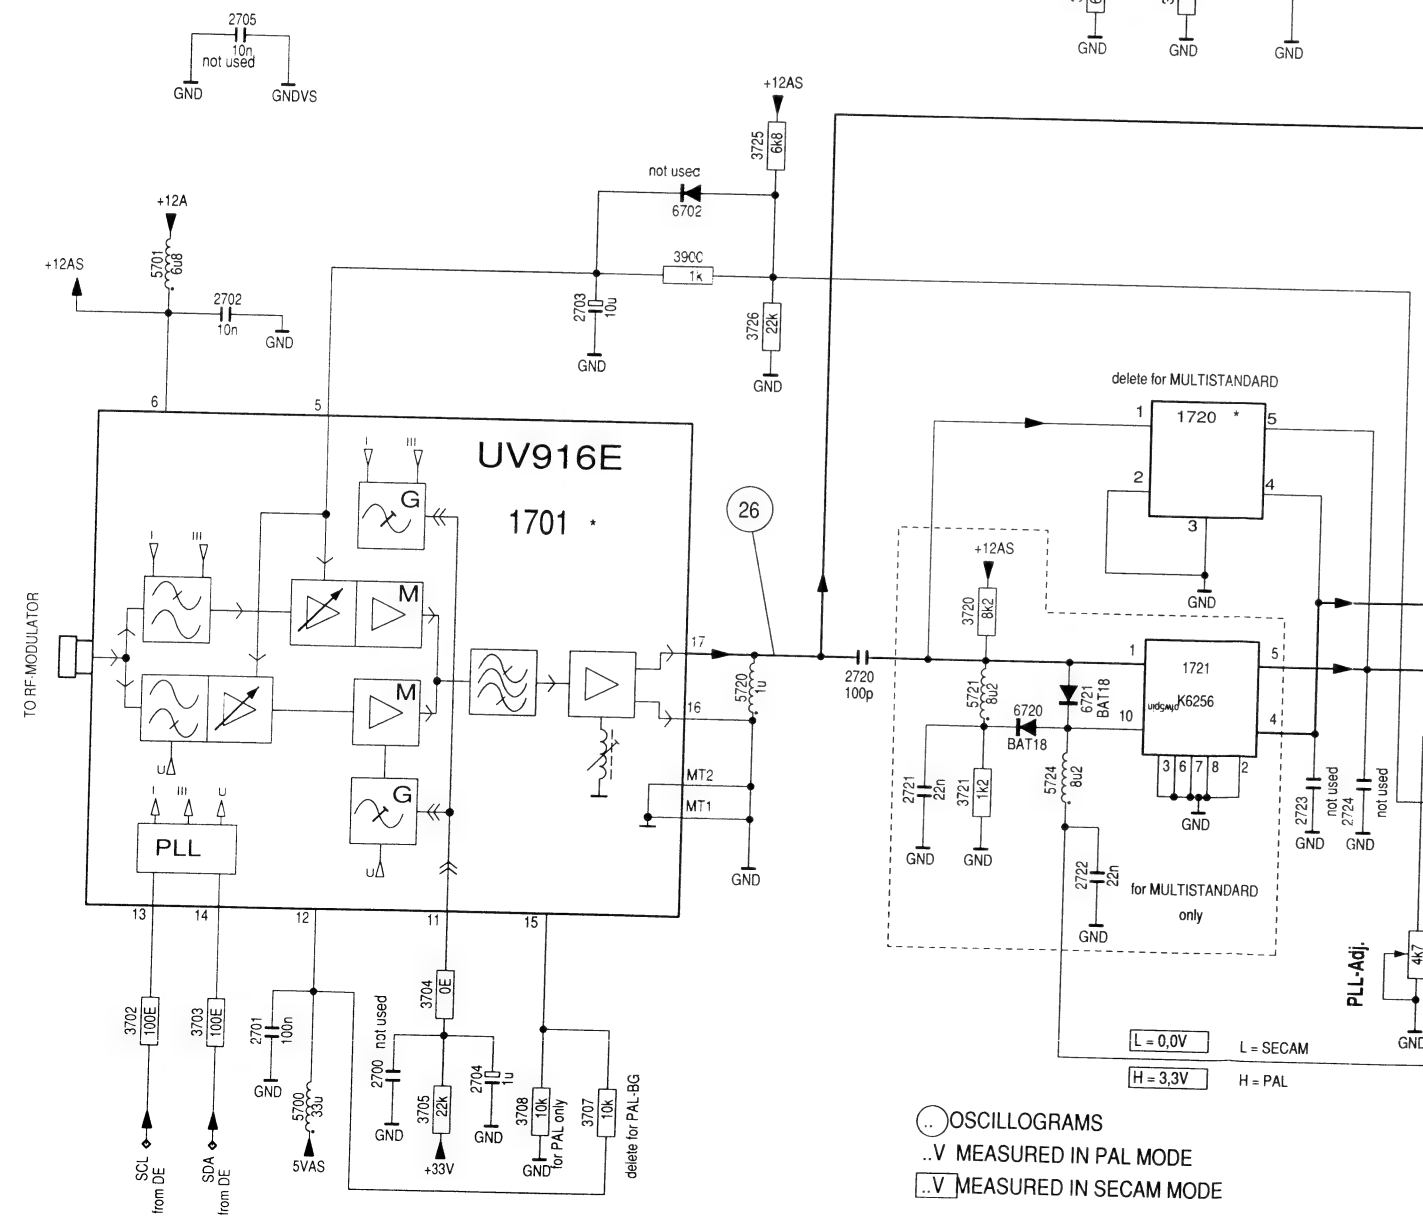 2705
10n
not used
GND
GNDVS
GND
GND
GND
+12AS
3725
6k8
not used
6702
+12A
5701
6u8
+12AS
2702
10n
GND
3900
1k
2703
10u
GND
3726
22k
GND
6
5
UV916E
1701 *
I
III
G
I
III
M
M
G
U
U
I
III
U
PLL
TO RF-MODULATOR
17
16
MT2
MT1
26
5720
1u
GND
2720
100p
delete for MULTISTANDARD
1
1720 *
5
2
4
3
GND
+12AS
3720
8k2
5721
8u2
6720
BAT18
6721
BAT18
1
1721
5
K6256
ofw5pin
10
4
3
6
7
8
2
GND
2721
22n
GND
3721
1k2
GND
5724
8u2
2722
22n
GND
2723
not used
GND
2724
not used
GND
for MULTISTANDARD
only
PLL-Adj.
4k7
GND
13
14
12
11
15
3702
100E
3703
100E
2701
100n
GND
5700
33u
5VAS
3704
0E
2700
not used
GND
3705
22k
+33V
2704
1u
GND
3708
10k
for PAL only
GND
3707
10k
delete for PAL-BG
SCL
from DE
SDA
from DE
L = 0,0V
L = SECAM
H = 3,3V
H = PAL
.. OSCILLOGRAMS
..V MEASURED IN PAL MODE
..V MEASURED IN SECAM MODE